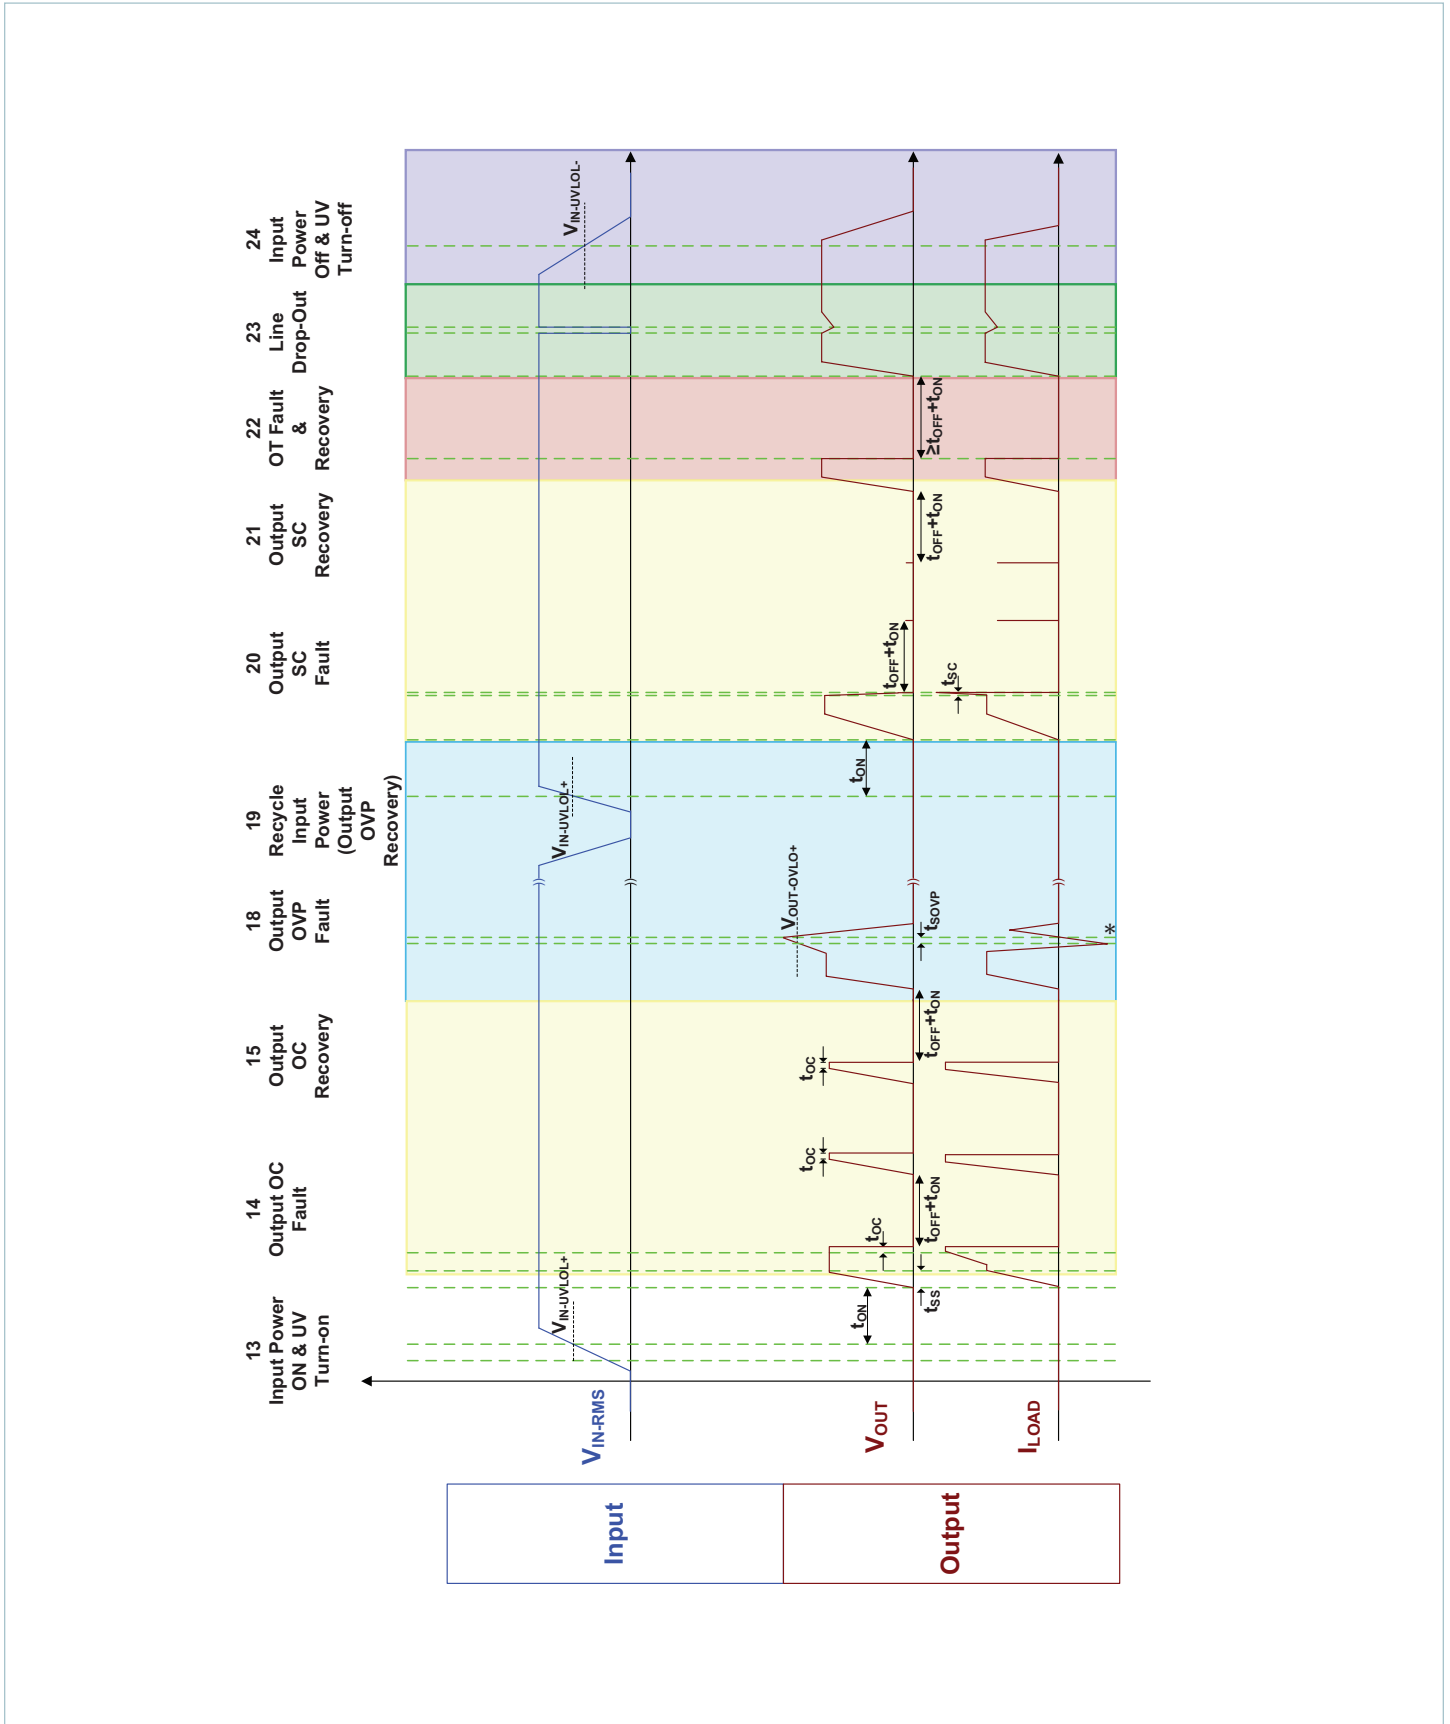 13
Input Power
ON & UV
Turn-on
14
Output OC
Fault
15
Output
OC
Recovery
18
Output
OVP
Fault
19
Recycle
Input
Power
(Output
OVP
Recovery)
20
Output
SC
Fault
21
Output
SC
Recovery
22
OT Fault
&
Recovery
23
Line
Drop-Out
24
Input
Power
Off & UV
Turn-off
Input
VIN-RMS
VIN-UVLOL+
VIN-UVLOL+
VIN-UVLOL-
Output
VOUT
tON
tSS
tOC
tOFF+tON
tOC
tOC
tOFF+tON
VOUT-OVLO+
tSOVP
tON
tOFF+tON
tOFF+tON
≥tOFF+tON
ILOAD
*
tSC